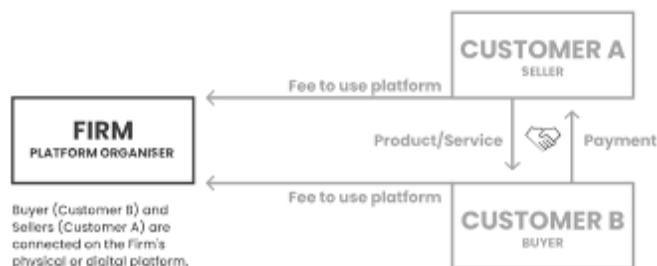 CUSTOMER A
SELLER
Fee to use platform
FIRM
PLATFORM ORGANISER
Product/Service
Payment
Fee to use platform
CUSTOMER B
BUYER
Buyer (Customer B) and
Sellers (Customer A) are
connected on the Firm's
physical or digital platform.